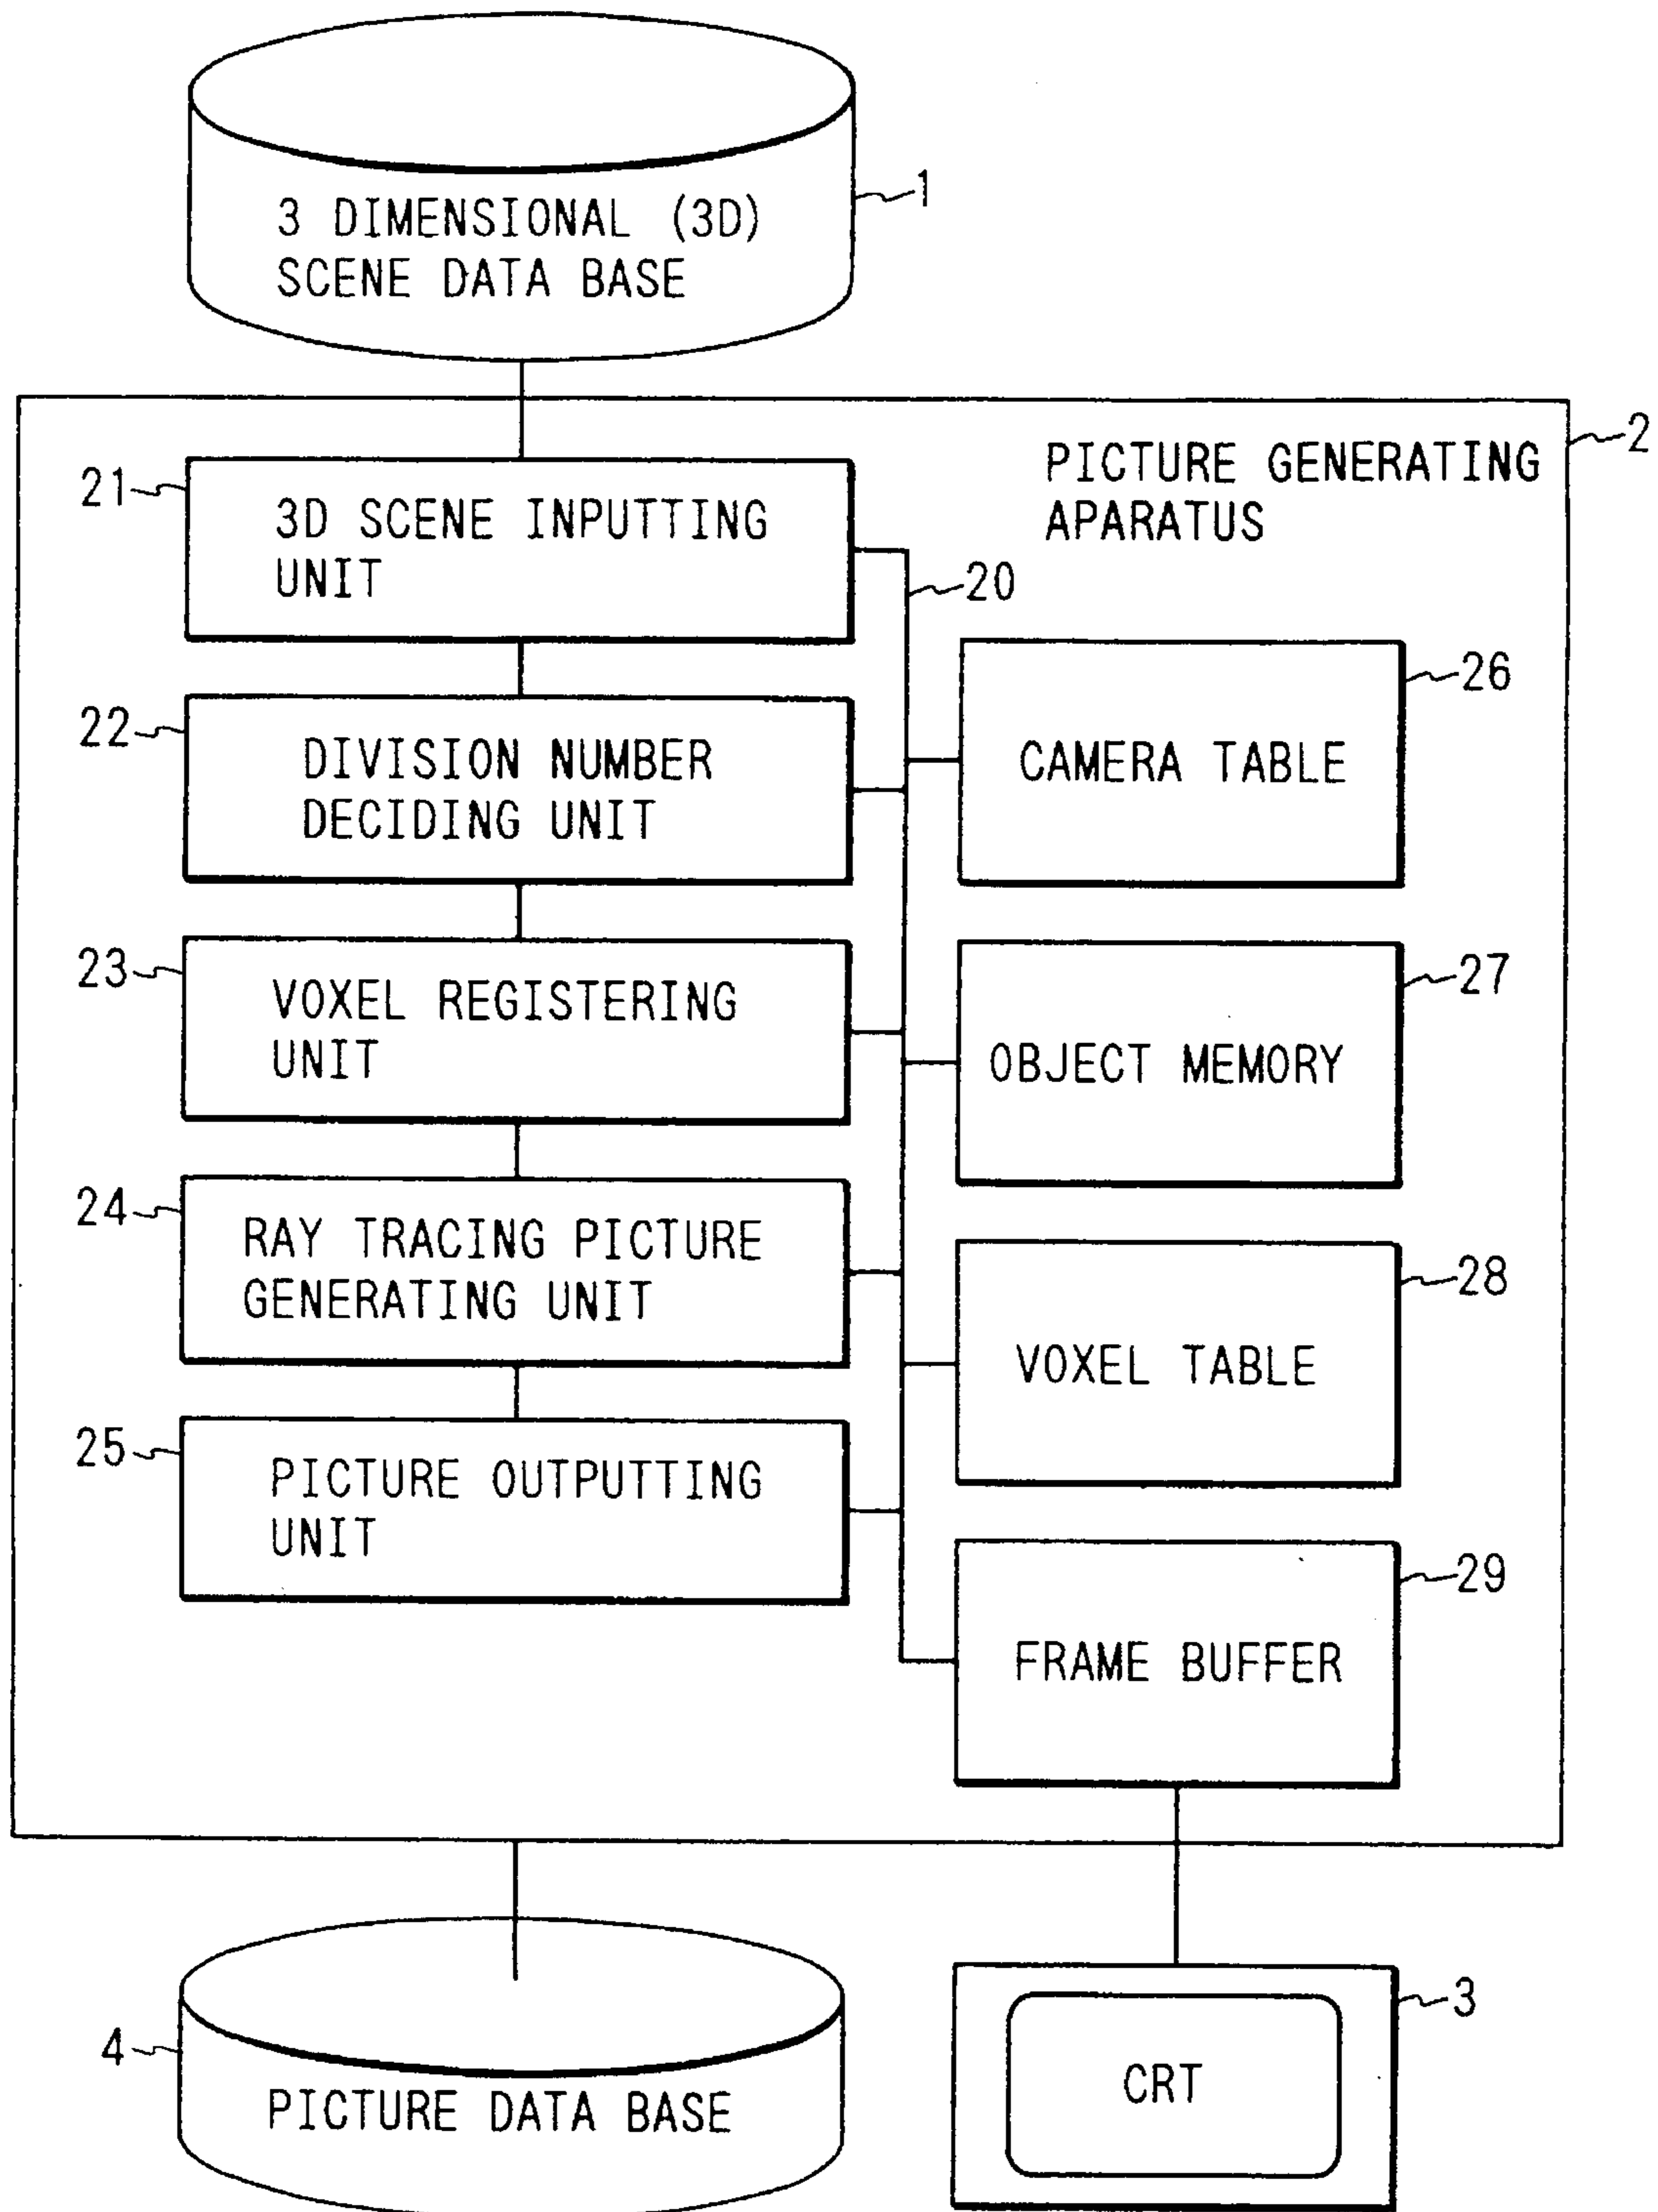 3 DIMENSIONAL (3D)
SCENE DATA BASE
1
2
PICTURE GENERATING
APARATUS
21
3D SCENE INPUTTING
UNIT
20
22
DIVISION NUMBER
DECIDING UNIT
26
CAMERA TABLE
23
VOXEL REGISTERING
UNIT
27
OBJECT MEMORY
24
RAY TRACING PICTURE
GENERATING UNIT
28
VOXEL TABLE
25
PICTURE OUTPUTTING
UNIT
29
FRAME BUFFER
4
PICTURE DATA BASE
3
CRT